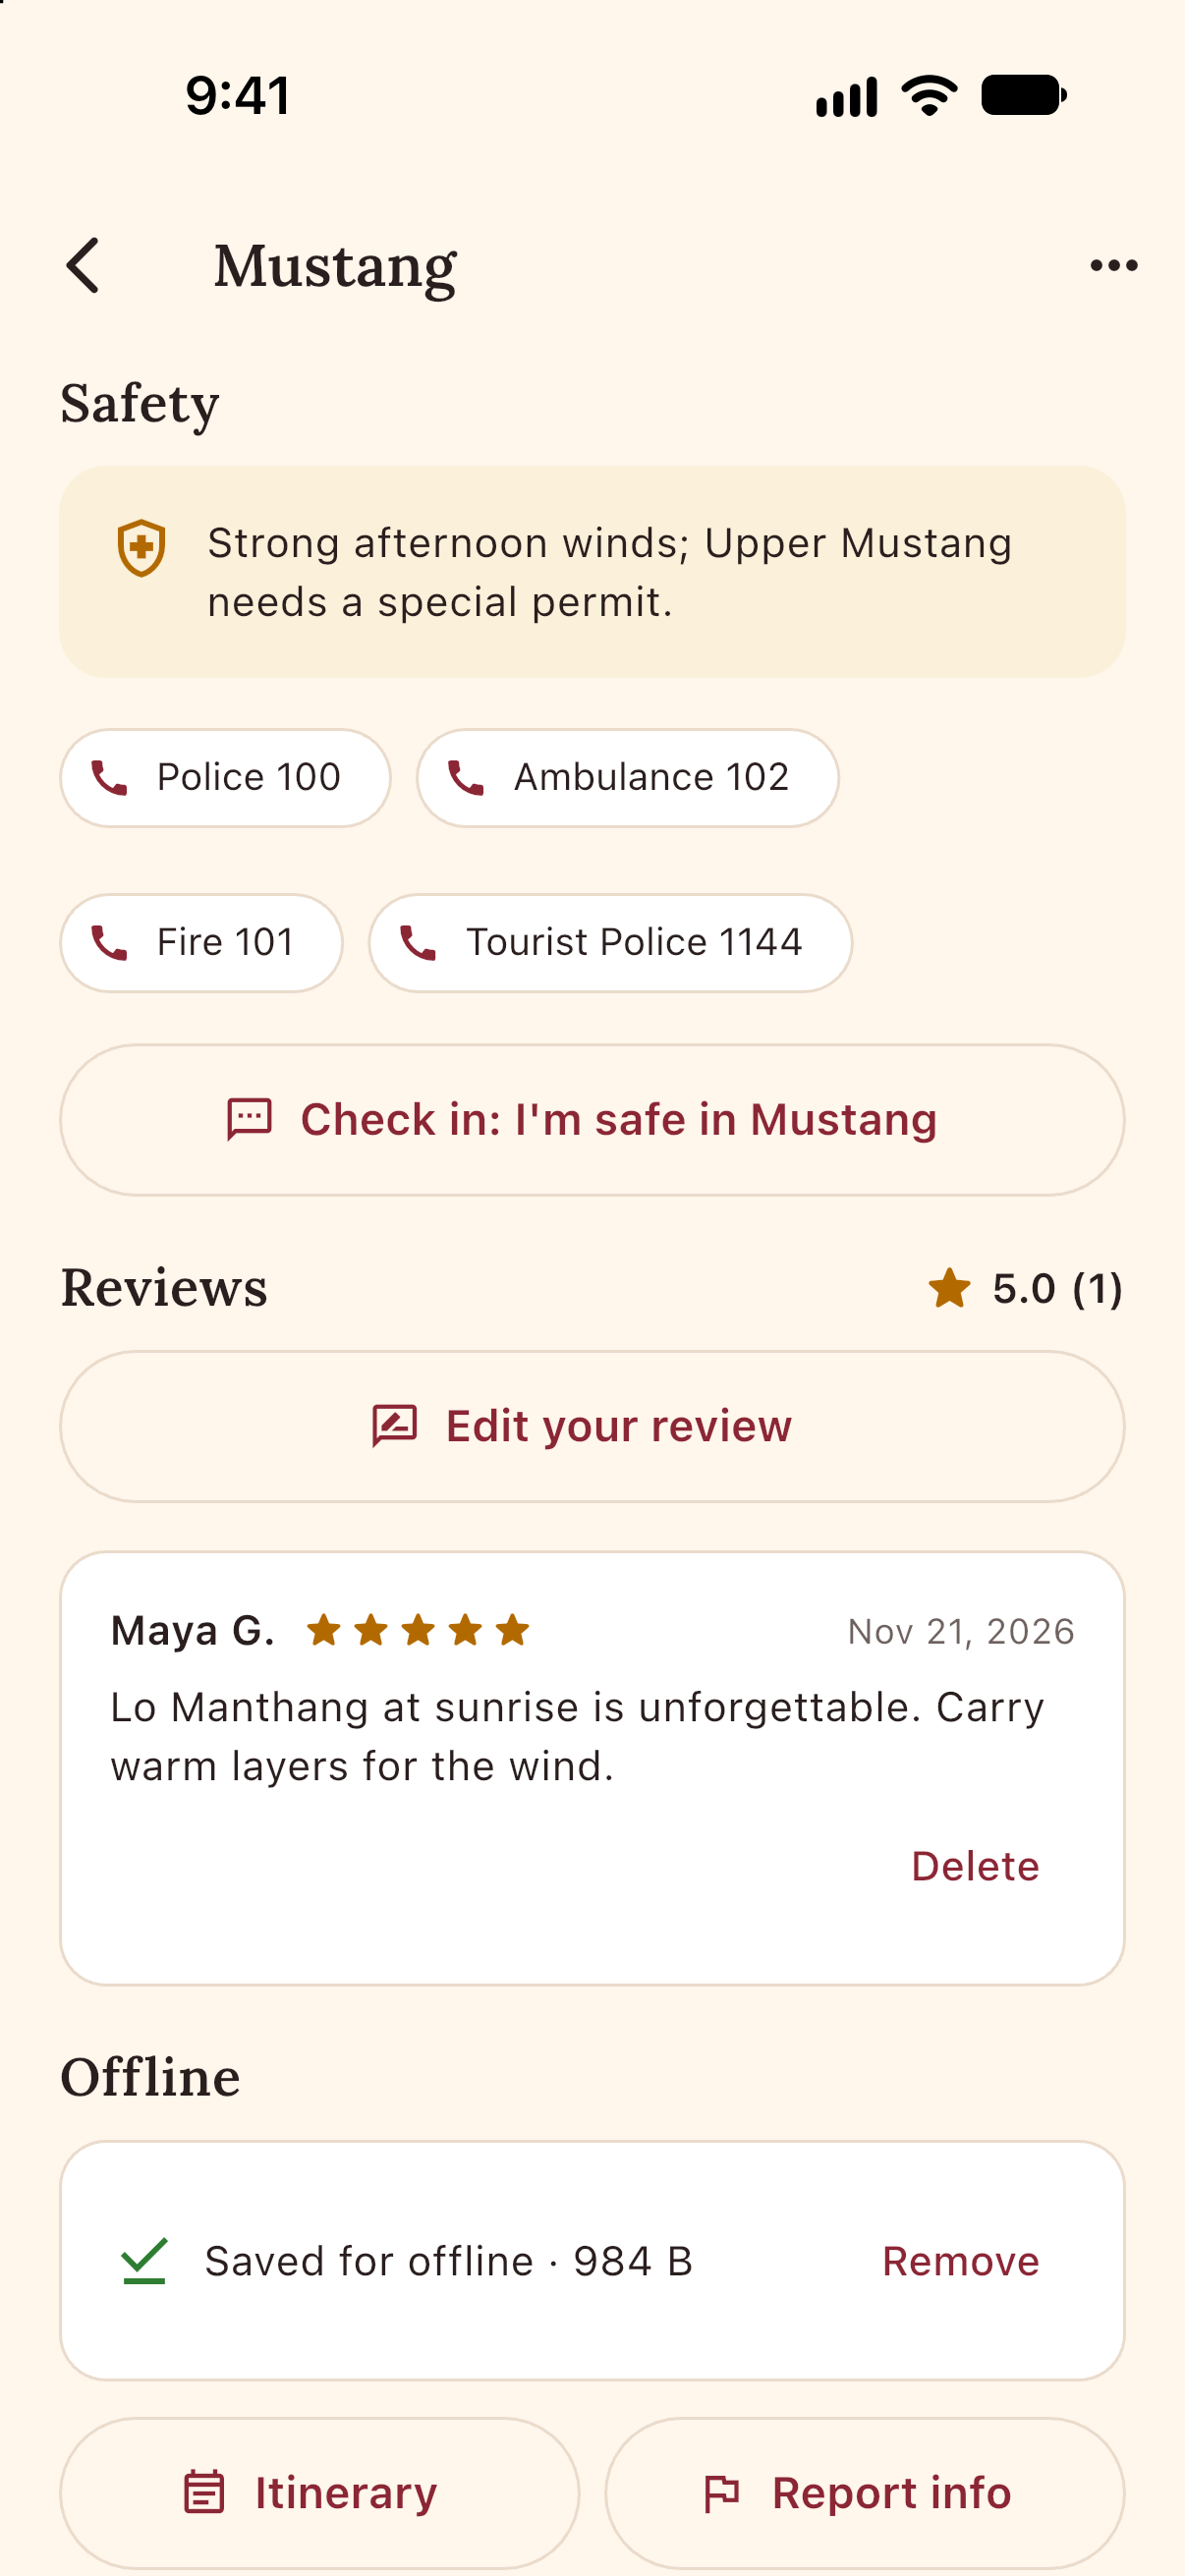 9:41
Mustang
Safety
Strong afternoon winds; Upper Mustang
needs a special permit.
Police 100
Ambulance 102
Fire 101
Tourist Police 1144
Check in: I'm safe in Mustang
Reviews
5.0 (1)
Edit your review
Maya G.
Nov 21, 2026
Lo Manthang at sunrise is unforgettable. Carry
warm layers for the wind.
Delete
Offline
Saved for offline · 984 B
Remove
Itinerary
Report info